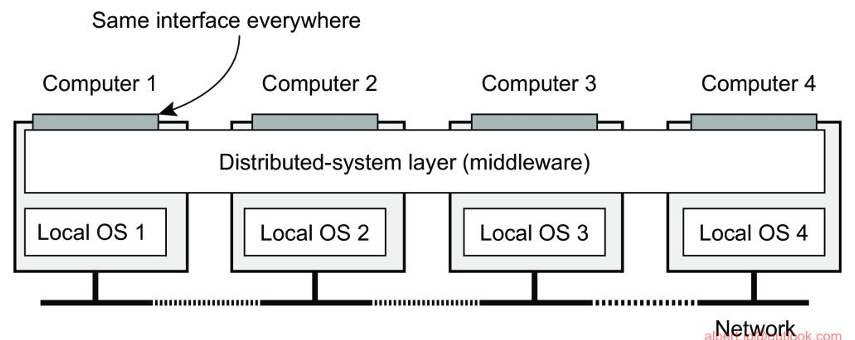 Same interface everywhere
Computer 1
Computer 2
Computer 3
Computer 4
Distributed-system layer (middleware)
Local OS 1
Local OS 2
Local OS 3
Local OS 4
Network